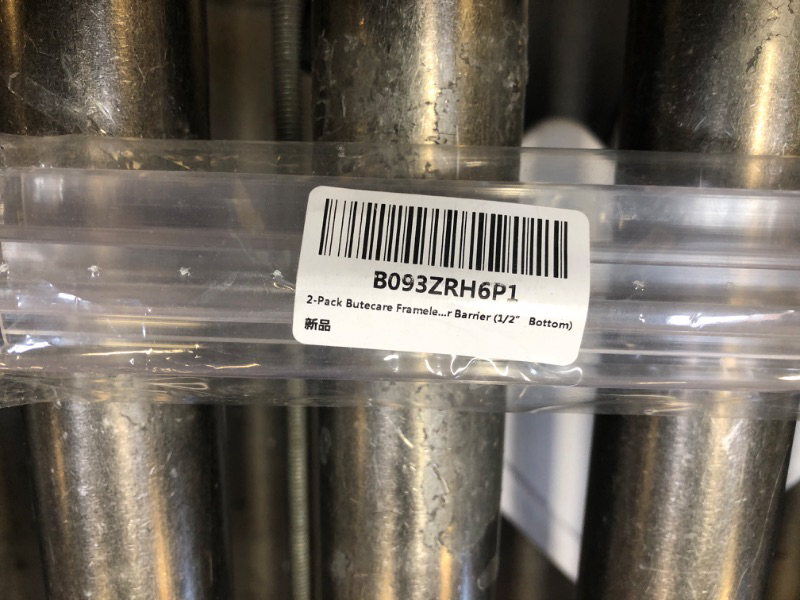 B093ZRH6P1
2-Pack Butecare Framele...r Barrier (1/2" Bottom)
新品